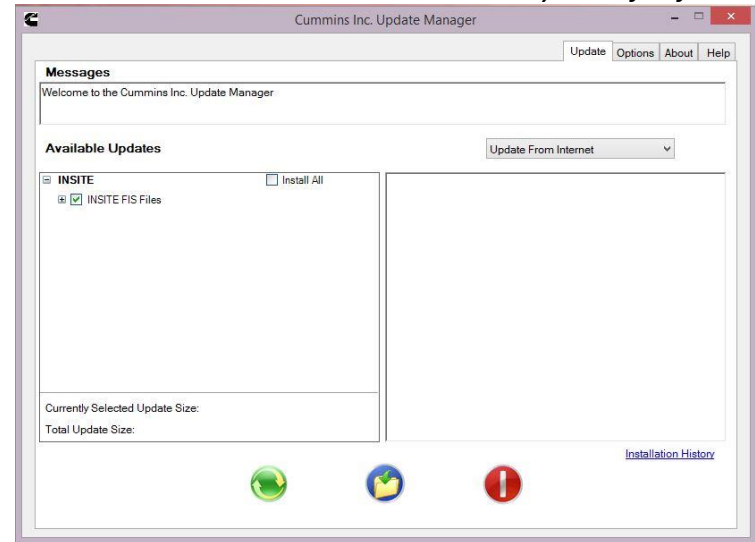 Cummins Inc. Update Manager
Update Options About Help
Messages
Welcome to the Cummins Inc. Update Manager
Available Updates
Update From Internet
INSITE
Install All
INSITE FIS Files
Currently Selected Update Size:
Total Update Size:
Installation History